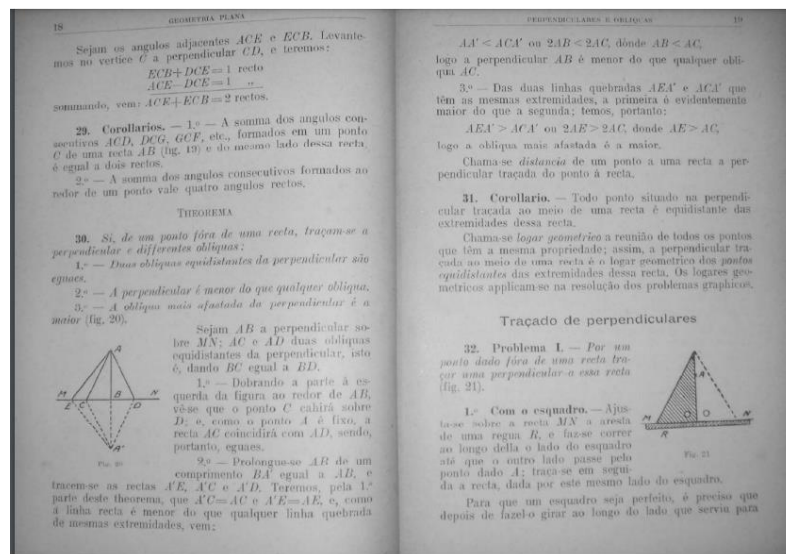 18
GEOMETRIA PLANA
Sejam os angulos adjacentes ACE e ECB. Levante-
mos no vertice C a perpendicular CD, e teremos:
ECB+DCE=1 recto
ACE−DCE=1 „
sommando, vem: ACE+ECB=2 rectos.
29. Corollarios. — 1.º — A somma dos angulos con-
secutivos ACD, DCG, GCF, etc., formados em um ponto
C de uma recta AB (fig. 19) e do mesmo lado dessa recta,
é egual a dois rectos.
2.º — A somma dos angulos consecutivos formados ao
redor de um ponto vale quatro angulos rectos.
THEOREMA
30. Si, de um ponto fóra de uma recta, traçam-se a
perpendicular e differentes obliquas:
1.º — Duas obliquas equidistantes da perpendicular são
eguaes.
2.º — A perpendicular é menor do que qualquer obliqua.
3.º — A obliqua mais afastada da perpendicular é a
maior (fig. 20).
Sejam AB a perpendicular so-
bre MN; AC e AD duas obliquas
equidistantes da perpendicular, isto
é, dando BC egual a BD.
1.º — Dobrando a parte á es-
querda da figura ao redor de AB,
vê-se que o ponto C cahirá sobre
D; e, como o ponto A é fixo, a
recta AC coincidirá com AD, sendo,
portanto, eguaes.
2.º — Prolongue-se AB de um
comprimento BA' egual a AB, e
tracem-se as rectas A'E, A'C e A'D. Teremos, pela 1.ª
parte deste theorema, que A'C=AC e A'E=AE, e, como
a linha recta é menor do que qualquer linha quebrada
de mesmas extremidades, vem:
A
M
E
C
B
D
N
A'
Fig. 20
PERPENDICULARES E OBLIQUAS
19
AA' < ACA' ou 2AB < 2AC, dónde AB < AC,
logo a perpendicular AB é menor do que qualquer obli-
qua AC.
3.º — Das duas linhas quebradas AEA' e ACA' que
têm as mesmas extremidades, a primeira é evidentemente
maior do que a segunda; temos, portanto:
AEA' > ACA' ou 2AE > 2AC, donde AE > AC,
logo a obliqua mais afastada é a maior.
Chama-se distancia de um ponto a uma recta a per-
pendicular traçada do ponto á recta.
31. Corollario. — Todo ponto situado na perpendi-
cular traçada ao meio de uma recta é equidistante das
extremidades dessa recta.
Chama-se logar geometrico a reunião de todos os pontos
que têm a mesma propriedade; assim, a perpendicular tra-
çada ao meio de uma recta é o logar geometrico dos pontos
equidistantes das extremidades dessa recta. Os logares geo-
metricos applicam-se na resolução dos problemas graphicos.
Traçado de perpendiculares
32. Problema I. — Por um
ponto dado fóra de uma recta tra-
çar uma perpendicular a essa recta
(fig. 21).
1.º Com o esquadro. — Ajus-
ta-se sobre a recta MN a aresta
de uma regua R, e faz-se correr
ao longo della o lado do esquadro
até que o outro lado passe pelo
ponto dado A; traça-se em segui-
da a recta, dada por este mesmo lado do esquadro.
A
M
O
O
N
R
Fig. 21
Para que um esquadro seja perfeito, é preciso que
depois de fazel-o girar ao longo do lado que serviu para